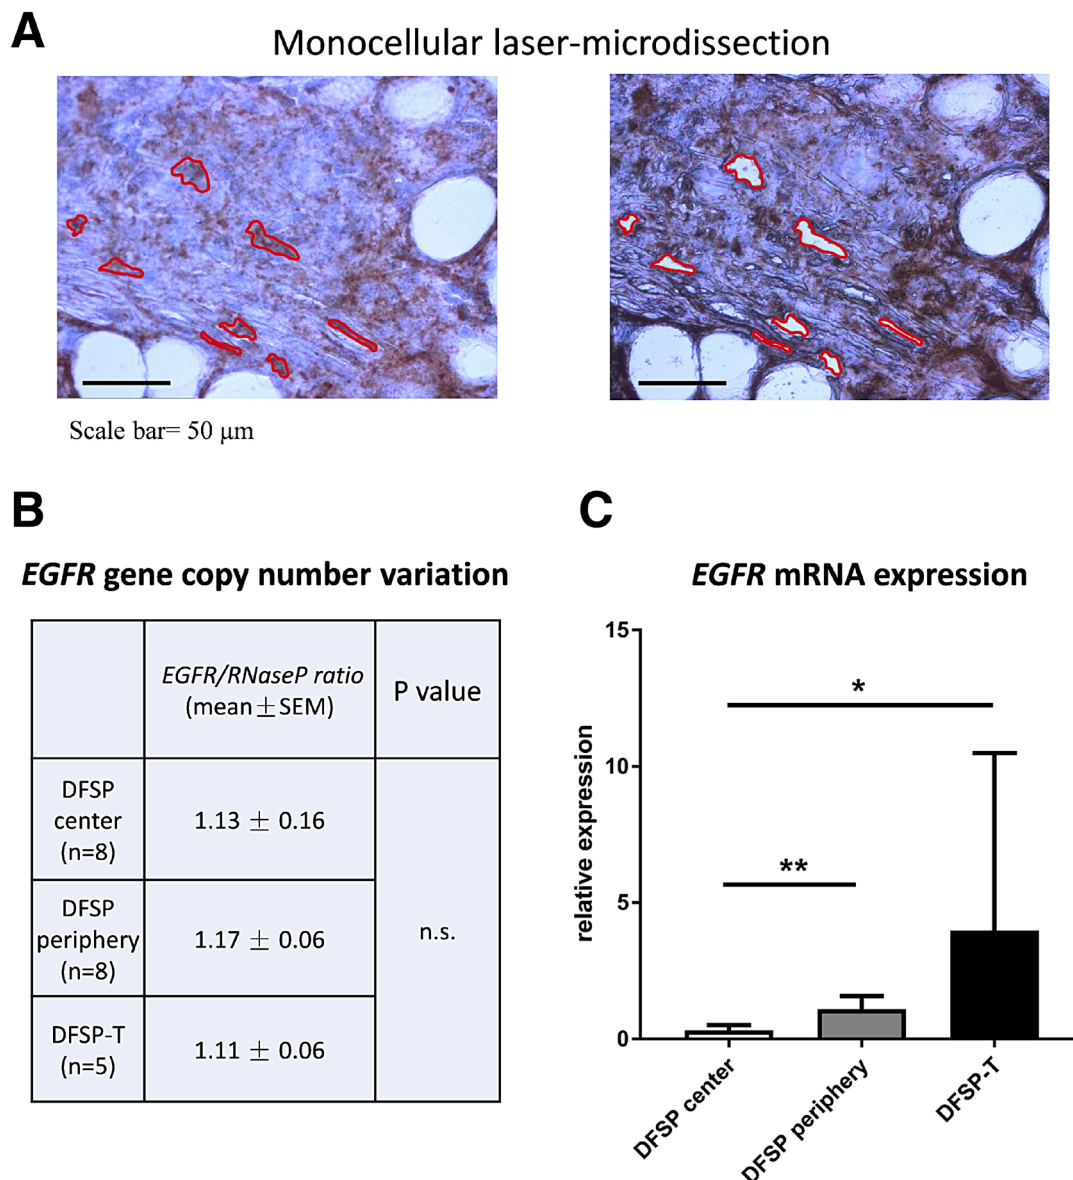 A
Monocellular laser-microdissection
Scale bar= 50 μm
B
EGFR gene copy number variation
EGFR/RNaseP ratio
(mean ± SEM)
P value
DFSP
center
(n=8)
1.13 ± 0.16
DFSP
periphery
(n=8)
1.17 ± 0.06
n.s.
DFSP-T
(n=5)
1.11 ± 0.06
C
EGFR mRNA expression
relative expression
15
10
5
0
*
**
DFSP center
DFSP periphery
DFSP-T